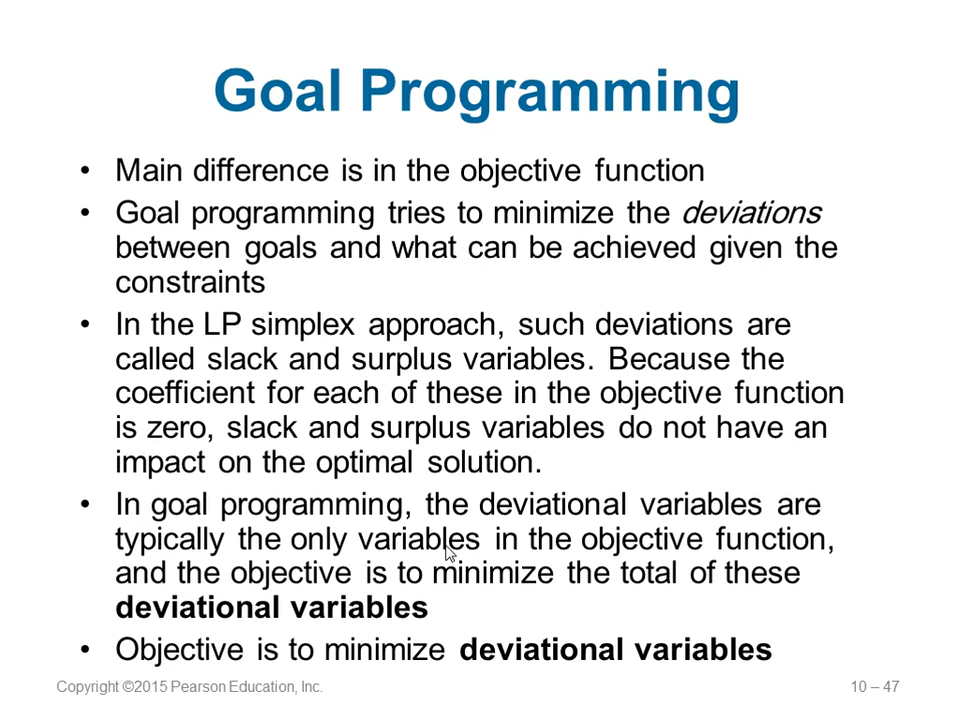 Goal Programming
• Main difference is in the objective function
• Goal programming tries to minimize the deviations
between goals and what can be achieved given the
constraints
• In the LP simplex approach, such deviations are
called slack and surplus variables. Because the
coefficient for each of these in the objective function
is zero, slack and surplus variables do not have an
impact on the optimal solution.
• In goal programming, the deviational variables are
typically the only variables in the objective function,
and the objective is to minimize the total of these
deviational variables
• Objective is to minimize deviational variables
Copyright ©2015 Pearson Education, Inc.
10 – 47